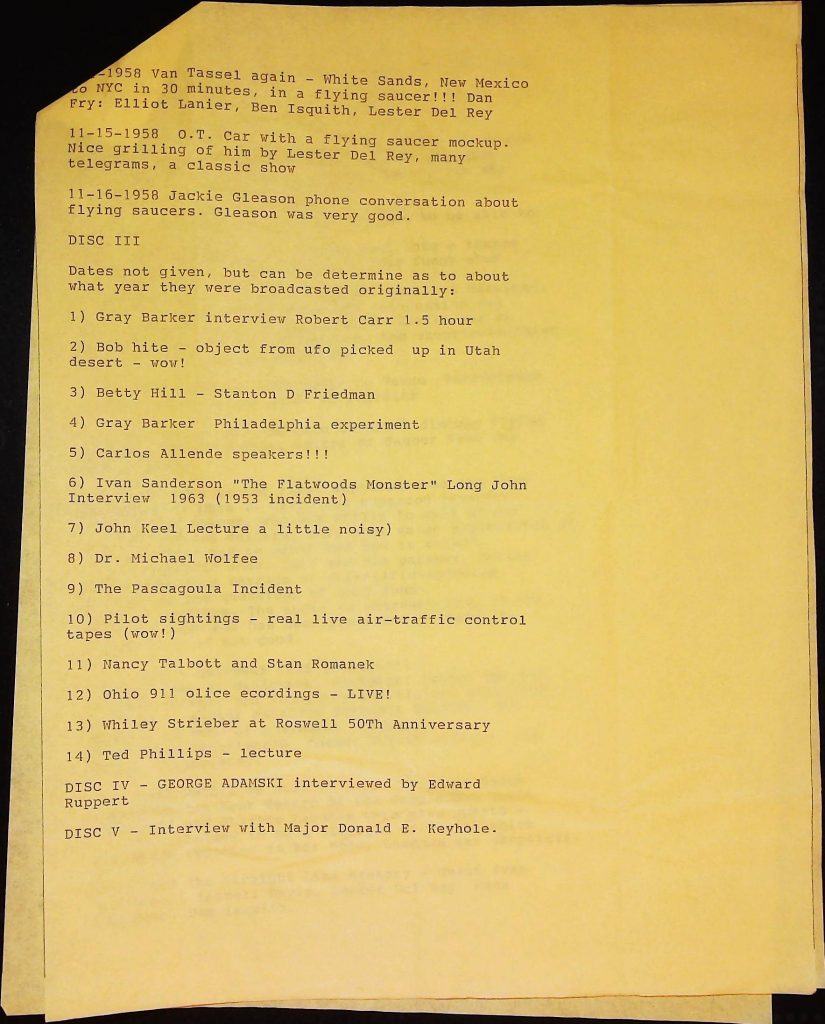 -1958 Van Tassel again - White Sands, New Mexico
to NYC in 30 minutes, in a flying saucer!!! Dan
Fry: Elliot Lanier, Ben Isquith, Lester Del Rey
11-15-1958  O.T. Car with a flying saucer mockup.
Nice grilling of him by Lester Del Rey, many
telegrams, a classic show
11-16-1958 Jackie Gleason phone conversation about
flying saucers. Gleason was very good.
DISC III
Dates not given, but can be determine as to about
what year they were broadcasted originally:
1) Gray Barker interview Robert Carr 1.5 hour
2) Bob hite - object from ufo picked  up in Utah
desert - wow!
3) Betty Hill - Stanton D Friedman
4) Gray Barker  Philadelphia experiment
5) Carlos Allende speakers!!!
6) Ivan Sanderson "The Flatwoods Monster" Long John
Interview  1963 (1953 incident)
7) John Keel Lecture a little noisy)
8) Dr. Michael Wolfee
9) The Pascagoula Incident
10) Pilot sightings - real live air-traffic control
tapes (wow!)
11) Nancy Talbott and Stan Romanek
12) Ohio 911 olice ecordings - LIVE!
13) Whiley Strieber at Roswell 50Th Anniversary
14) Ted Phillips - lecture
DISC IV - GEORGE ADAMSKI interviewed by Edward
Ruppert
DISC V - Interview with Major Donald E. Keyhole.